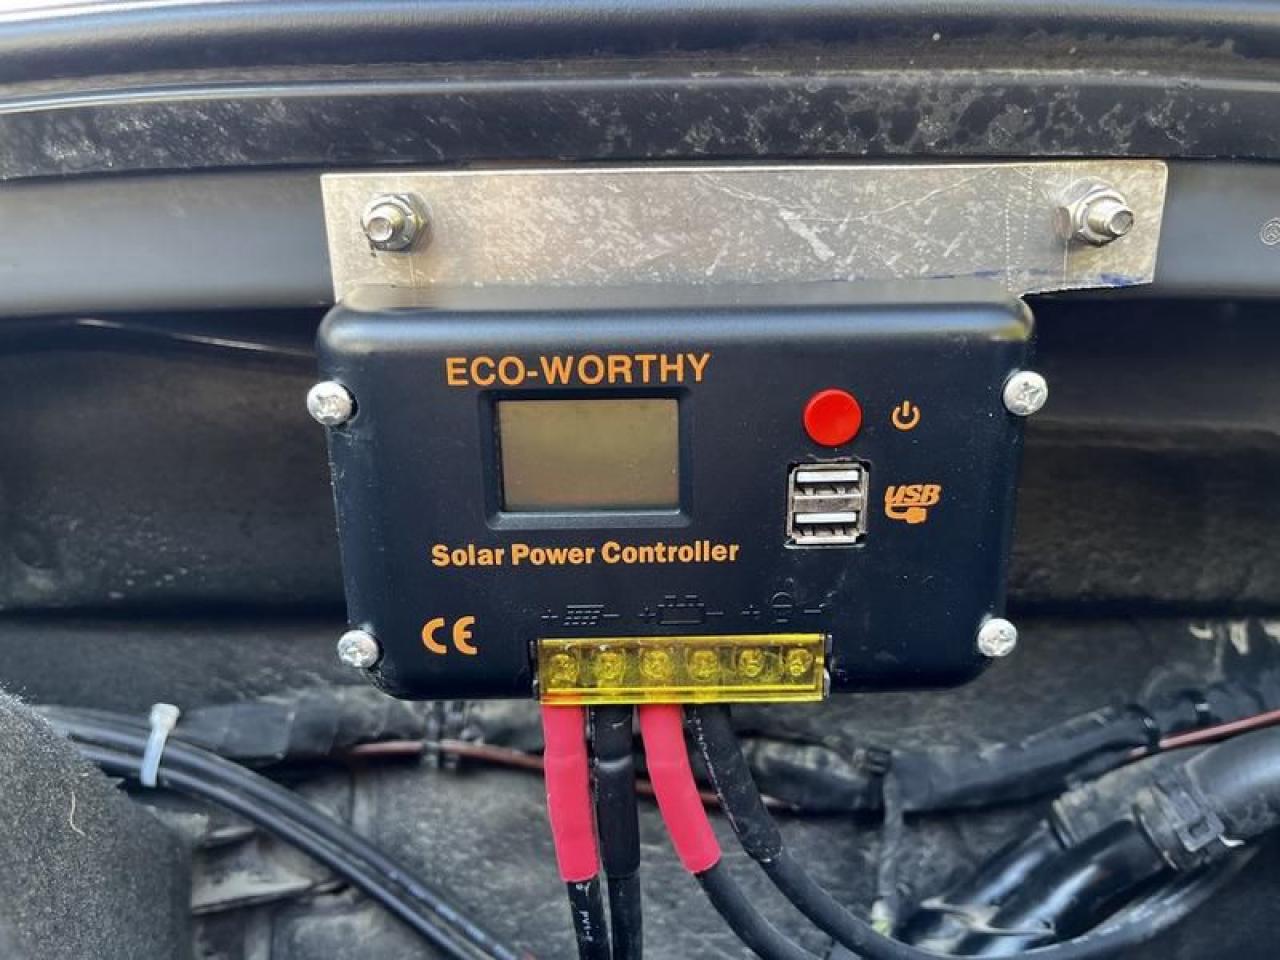 ECO-WORTHY
USB
Solar Power Controller
CE